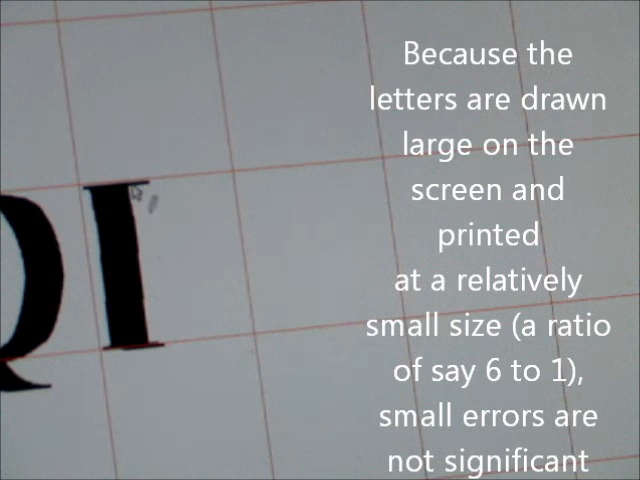 QI
Because the
letters are drawn
large on the
screen and
printed
at a relatively
small size (a ratio
of say 6 to 1),
small errors are
not significant